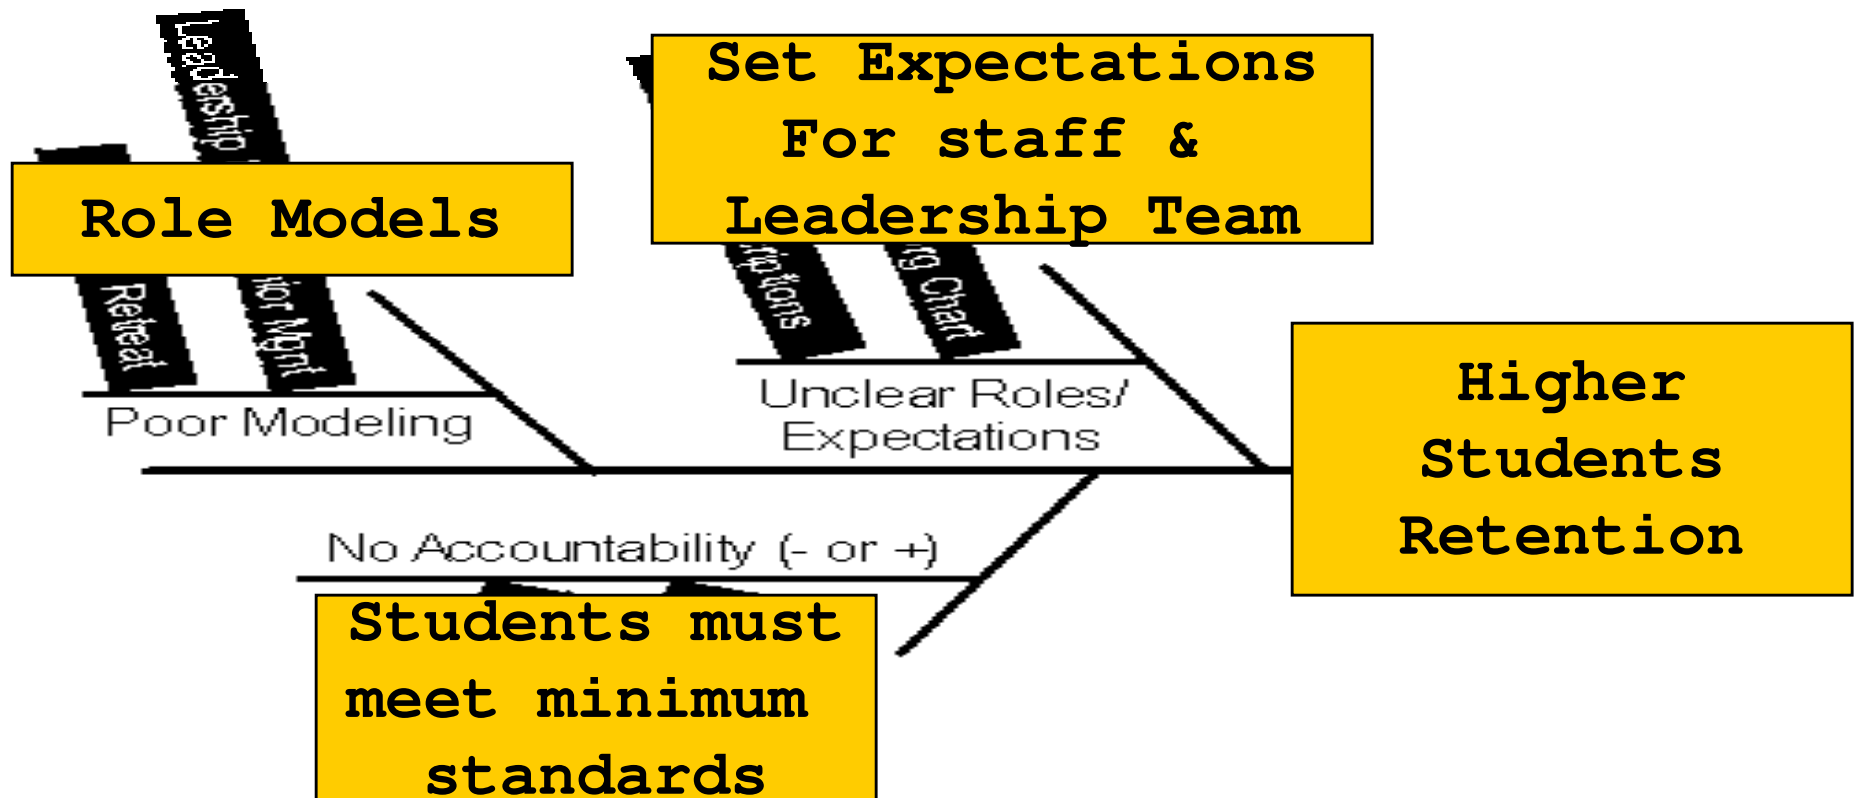 Leadership
Set Expectations
For staff &
Leadership Team
Role Models
Retreat
Mgnt
Chart
Poor Modeling
Unclear Roles/
Expectations
Higher
Students
Retention
No Accountability (- or +)
Students must
meet minimum
standards